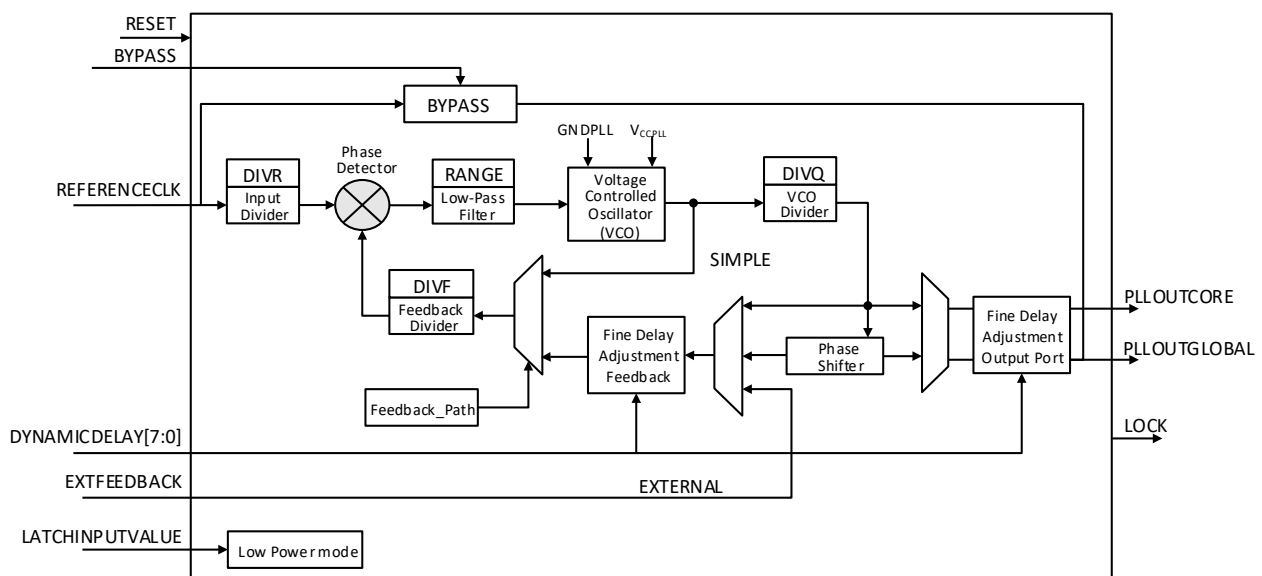 RESET
BYPASS
BYPASS
GNDPLL
VCCPLL
Phase
Detector
DIVR
RANGE
DIVQ
REFERENCECLK
Input
Divider
Low-Pass
Filter
Voltage
Controlled
Oscillator
(VCO)
VCO
Divider
SIMPLE
DIVF
Feedback
Divider
Fine Delay
Adjustment
Feedback
Phase
Shifter
Fine Delay
Adjustment
Output Port
PLLOUTCORE
PLLOUTGLOBAL
Feedback_Path
DYNAMICDELAY[7:0]
LOCK
EXTFEEDBACK
EXTERNAL
LATCHINPUTVALUE
Low Power mode